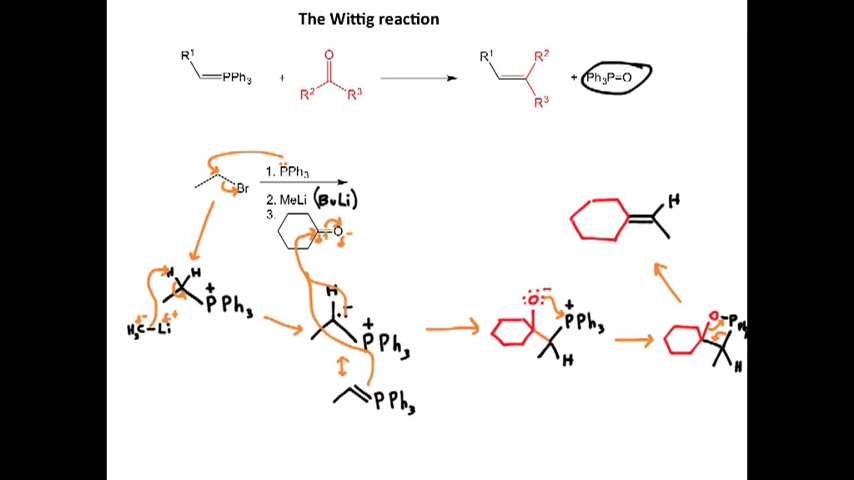 The Wittig reaction
R¹ PPh₃ + O R² R³ R¹ R² R³ + Ph₃P=O
Br 1. PPh₃
2. MeLi (BuLi)
3.
O δ+ δ-
H H + PPh₃
H₃C-Li δ- δ+
H + PPh₃
PPh₃
O - + PPh₃ H
O-P H
H